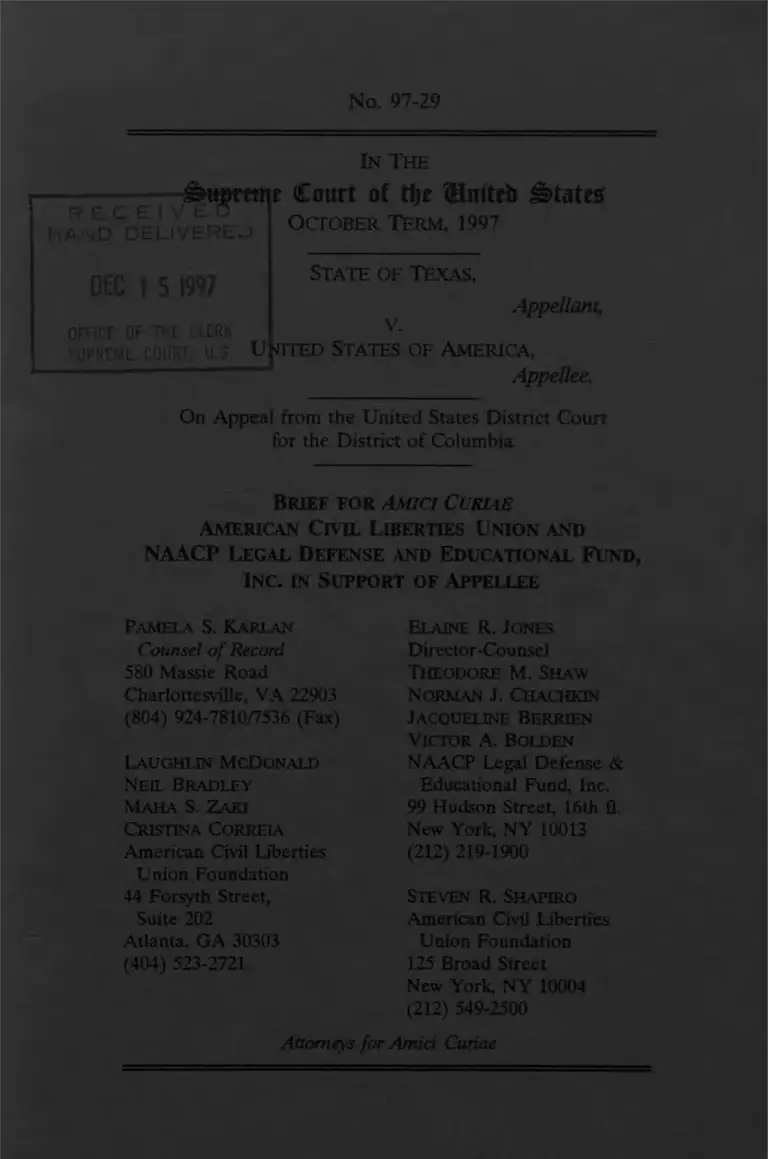 No. 97-29
IN THE
Supreme Court of the United States
OCTOBER TERM, 1997
RECEIVED
HAND DELIVERED
DEC 15 1997
OFFICE OF THE CLERK
SUPREME COURT, U.S.
STATE OF TEXAS,
Appellant,
V.
UNITED STATES OF AMERICA,
Appellee.
On Appeal from the United States District Court
for the District of Columbia
BRIEF FOR AMICI CURIAE
AMERICAN CIVIL LIBERTIES UNION AND
NAACP LEGAL DEFENSE AND EDUCATIONAL FUND,
INC. IN SUPPORT OF APPELLEE
PAMELA S. KARLAN
Counsel of Record
580 Massie Road
Charlottesville, VA 22903
(804) 924-7810/7536 (Fax)
LAUGHLIN MCDONALD
NEIL BRADLEY
MAHA S. ZAKI
CRISTINA CORREIA
American Civil Liberties
Union Foundation
44 Forsyth Street,
Suite 202
Atlanta, GA 30303
(404) 523-2721
ELAINE R. JONES
Director-Counsel
THEODORE M. SHAW
NORMAN J. CHACHKIN
JACQUELINE BERRIEN
VICTOR A. BOLDEN
NAACP Legal Defense &
Educational Fund, Inc.
99 Hudson Street, 16th fl.
New York, NY 10013
(212) 219-1900
STEVEN R. SHAPIRO
American Civil Liberties
Union Foundation
125 Broad Street
New York, NY 10004
(212) 549-2500
Attorneys for Amici Curiae